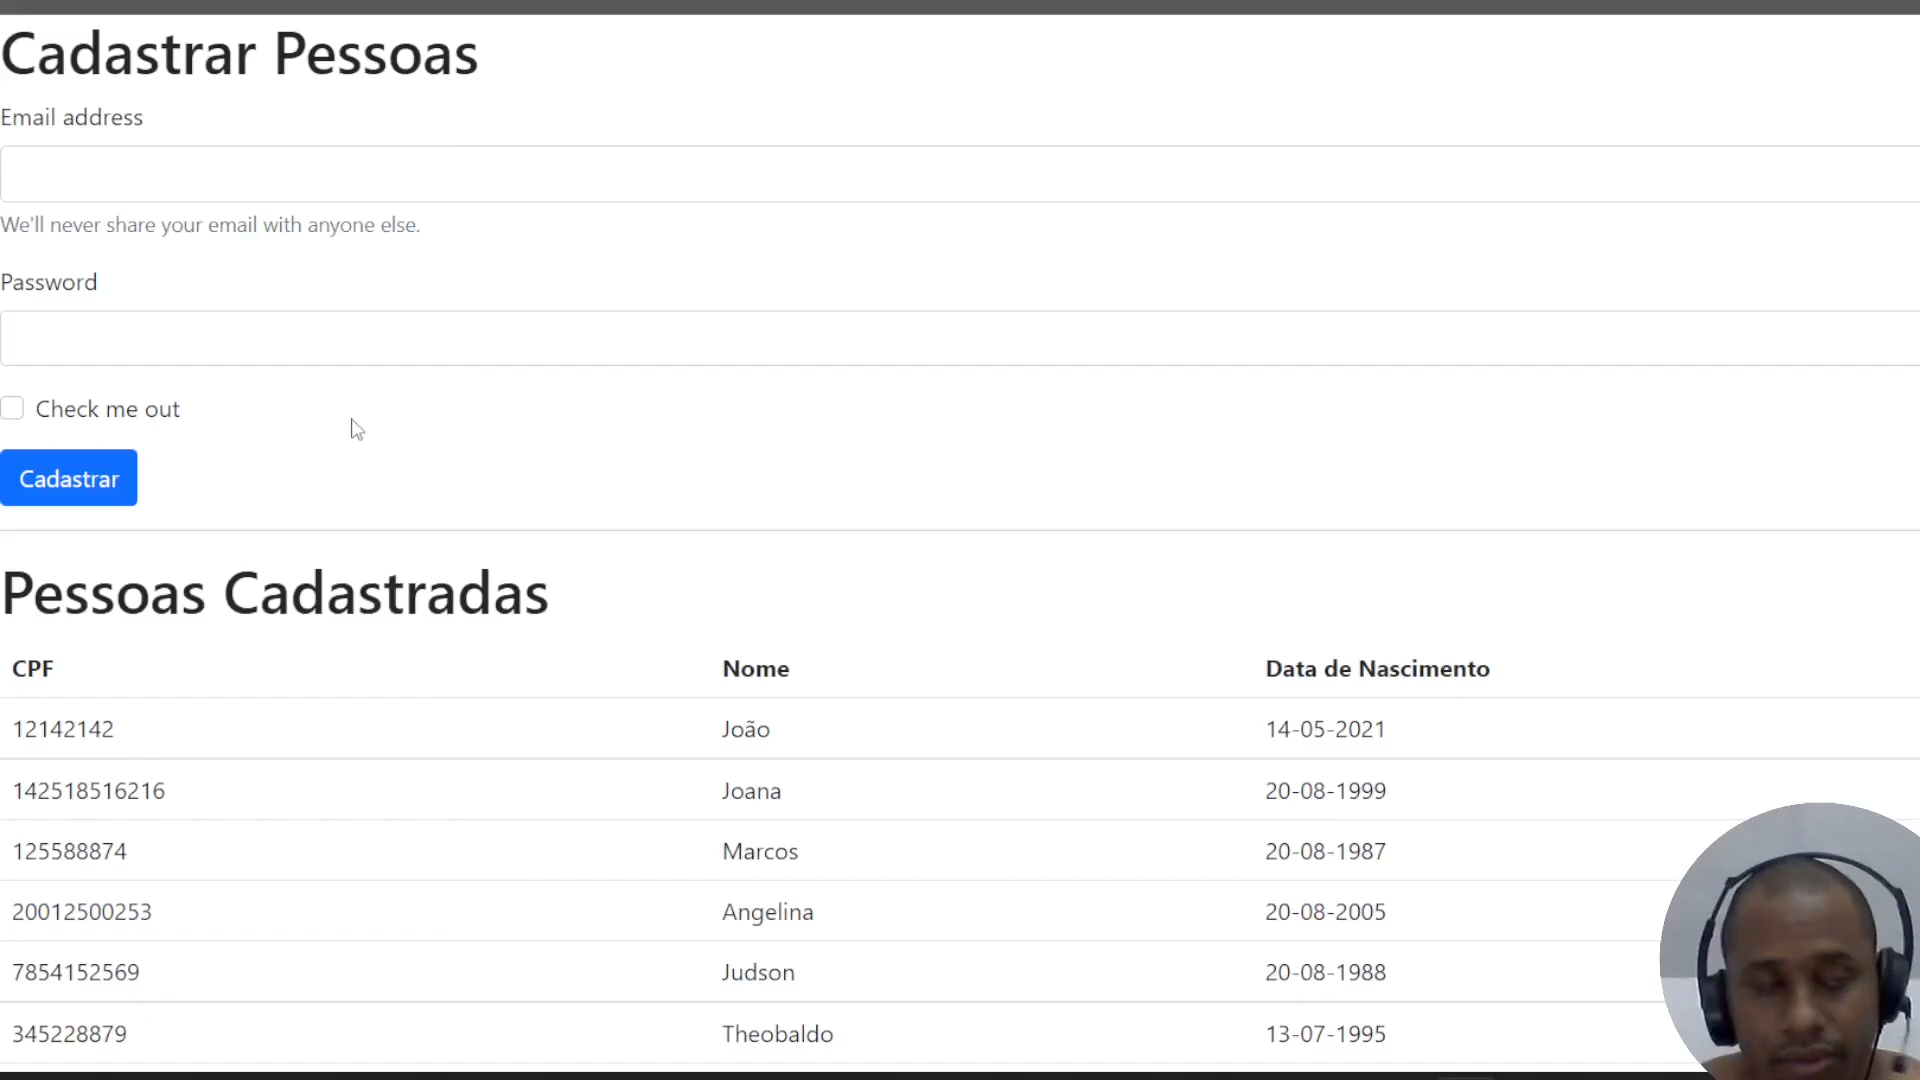 Cadastrar Pessoas
Email address
We'll never share your email with anyone else.
Password
Check me out
Cadastrar
Pessoas Cadastradas
CPF Nome Data de Nascimento
12142142 João 14-05-2021
142518516216 Joana 20-08-1999
125588874 Marcos 20-08-1987
20012500253 Angelina 20-08-2005
7854152569 Judson 20-08-1988
345228879 Theobaldo 13-07-1995